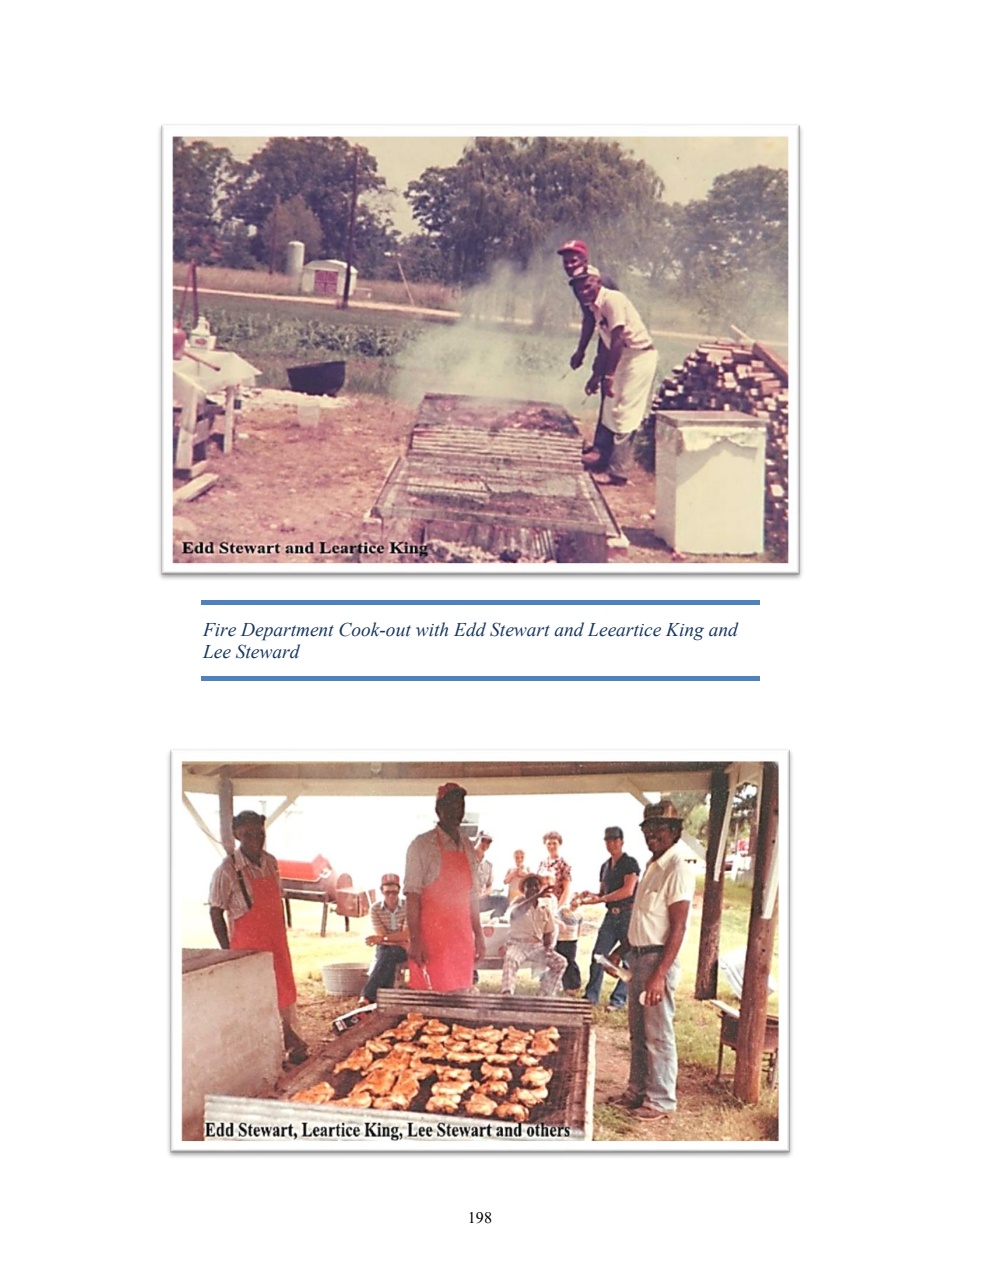 Edd Stewart and Leartice King
Fire Department Cook-out with Edd Stewart and Leeartice King and
Lee Steward
Edd Stewart, Leartice King, Lee Stewart and others
198